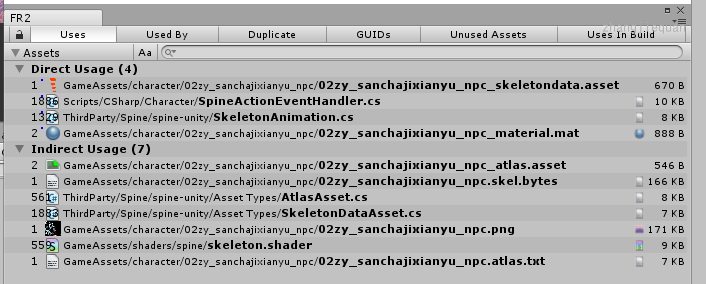 FR2
Uses Used By Duplicate GUIDs Unused Assets Uses In Build
Assets Aa
Direct Usage (4)
1 GameAssets/character/02zy_sanchajixianyu_npc/02zy_sanchajixianyu_npc_skeletondata.asset 670 B
1886 Scripts/CSharp/Character/SpineActionEventHandler.cs 10 KB
1329 ThirdParty/Spine/spine-unity/SkeletonAnimation.cs 8 KB
2 GameAssets/character/02zy_sanchajixianyu_npc/02zy_sanchajixianyu_npc_material.mat 888 B
Indirect Usage (7)
2 GameAssets/character/02zy_sanchajixianyu_npc/02zy_sanchajixianyu_npc_atlas.asset 546 B
1 GameAssets/character/02zy_sanchajixianyu_npc/02zy_sanchajixianyu_npc.skel.bytes 166 KB
561 ThirdParty/Spine/spine-unity/Asset Types/AtlasAsset.cs 8 KB
1883 ThirdParty/Spine/spine-unity/Asset Types/SkeletonDataAsset.cs 7 KB
1 GameAssets/character/02zy_sanchajixianyu_npc/02zy_sanchajixianyu_npc.png 171 KB
555 GameAssets/shaders/spine/skeleton.shader 9 KB
1 GameAssets/character/02zy_sanchajixianyu_npc/02zy_sanchajixianyu_npc.atlas.txt 7 KB